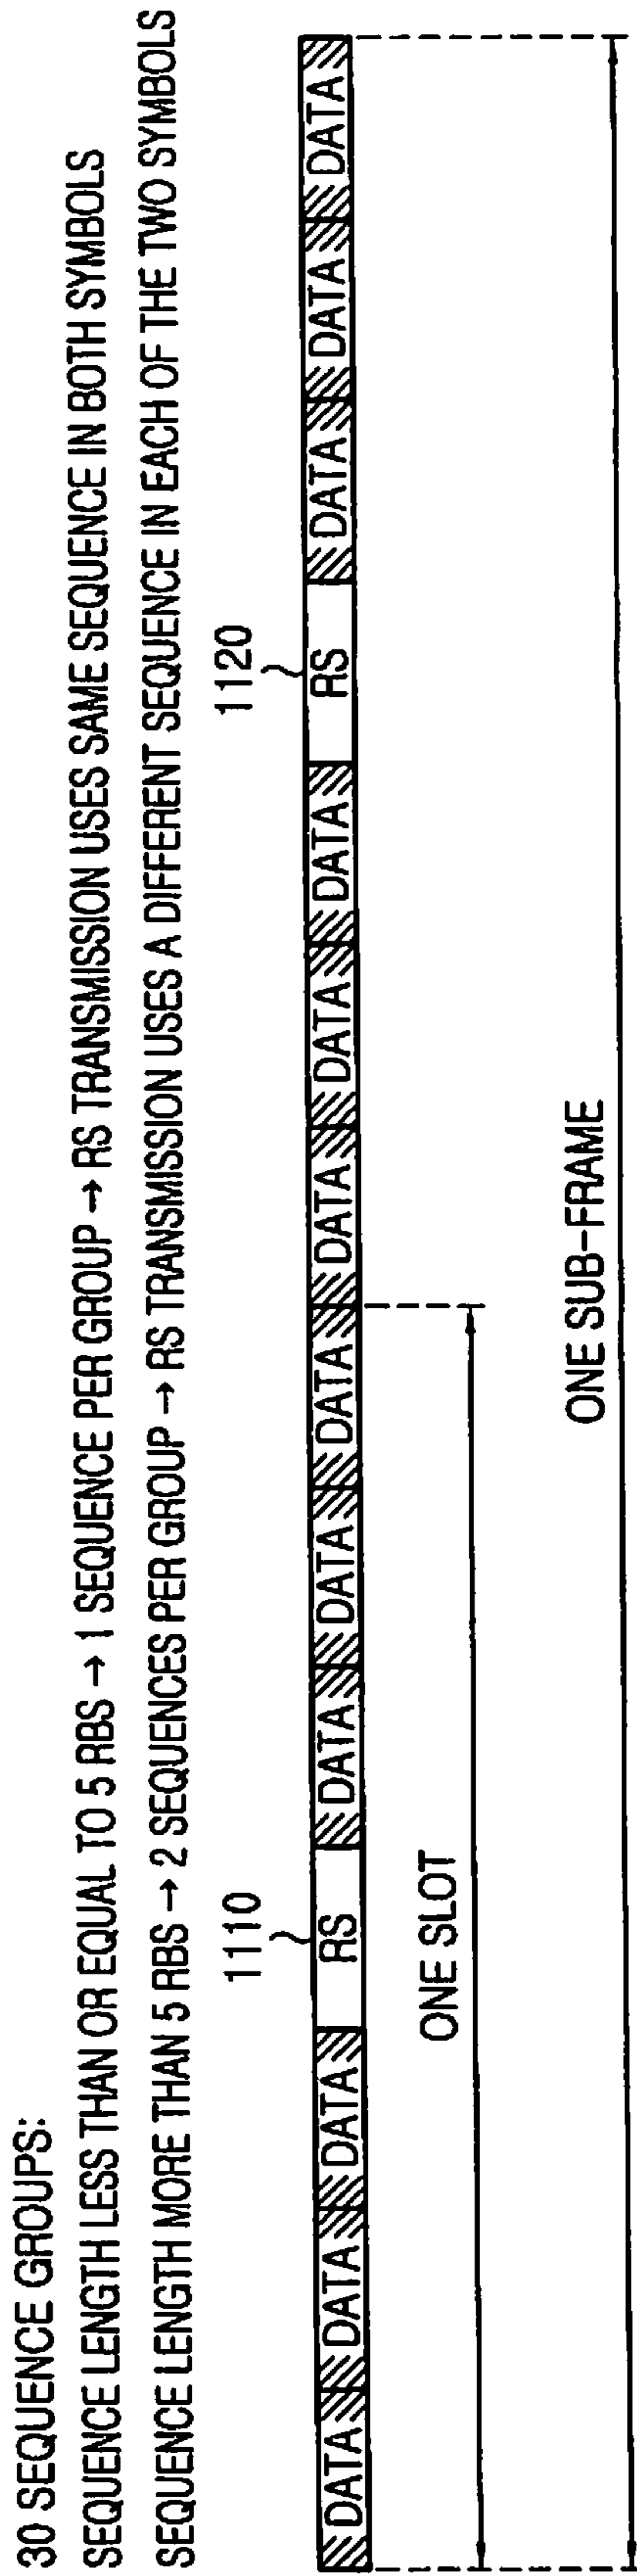 30 SEQUENCE GROUPS:
SEQUENCE LENGTH LESS THAN OR EQUAL TO 5 RBS → 1 SEQUENCE PER GROUP → RS TRANSMISSION USES SAME SEQUENCE IN BOTH SYMBOLS
SEQUENCE LENGTH MORE THAN 5 RBS → 2 SEQUENCES PER GROUP → RS TRANSMISSION USES A DIFFERENT SEQUENCE IN EACH OF THE TWO SYMBOLS
1110 1120
DATA DATA DATA RS DATA DATA DATA DATA DATA DATA RS DATA DATA DATA
ONE SLOT
ONE SUB-FRAME